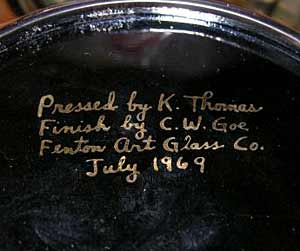 Pressed by K. Thomas
Finish by C.W. Goe
Fenton Art Glass Co.
July 1969